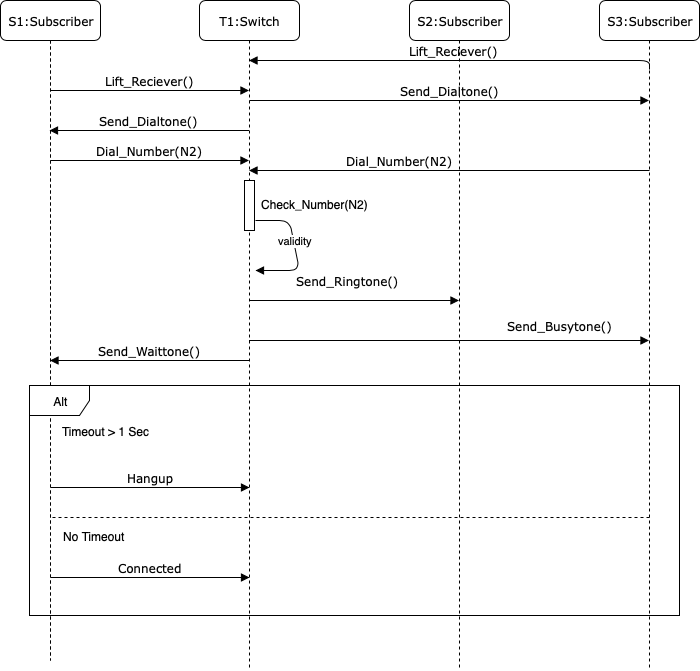 S1:Subscriber
T1:Switch
S2:Subscriber
S3:Subscriber
Lift_Reciever()
Lift_Reciever()
Send_Dialtone()
Send_Dialtone()
Dial_Number(N2)
Dial_Number(N2)
Check_Number(N2)
validity
Send_Ringtone()
Send_Busytone()
Send_Waittone()
Alt
Timeout > 1 Sec
Hangup
No Timeout
Connected